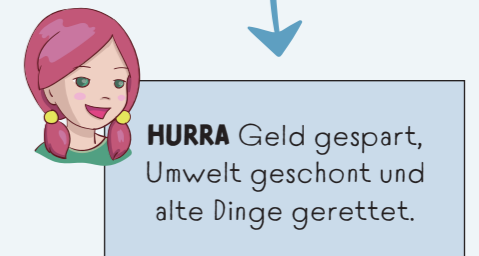 HURRA Geld gespart,
Umwelt geschont und
alte Dinge gerettet.